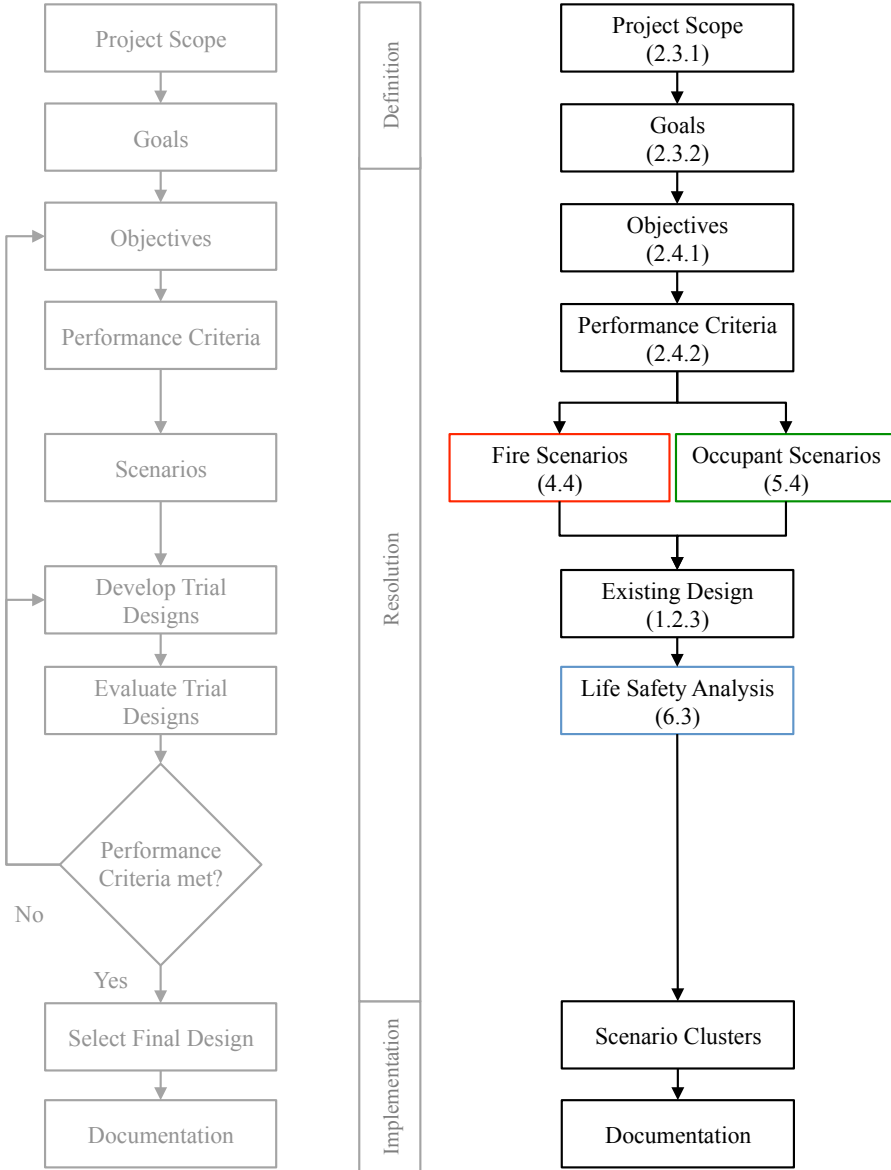 Project Scope
Goals
Objectives
Performance Criteria
Scenarios
Develop Trial
Designs
Evaluate Trial
Designs
Performance
Criteria met?
No
Yes
Select Final Design
Documentation
Definition
Resolution
Implementation
Project Scope
(2.3.1)
Goals
(2.3.2)
Objectives
(2.4.1)
Performance Criteria
(2.4.2)
Fire Scenarios
(4.4)
Occupant Scenarios
(5.4)
Existing Design
(1.2.3)
Life Safety Analysis
(6.3)
Scenario Clusters
Documentation